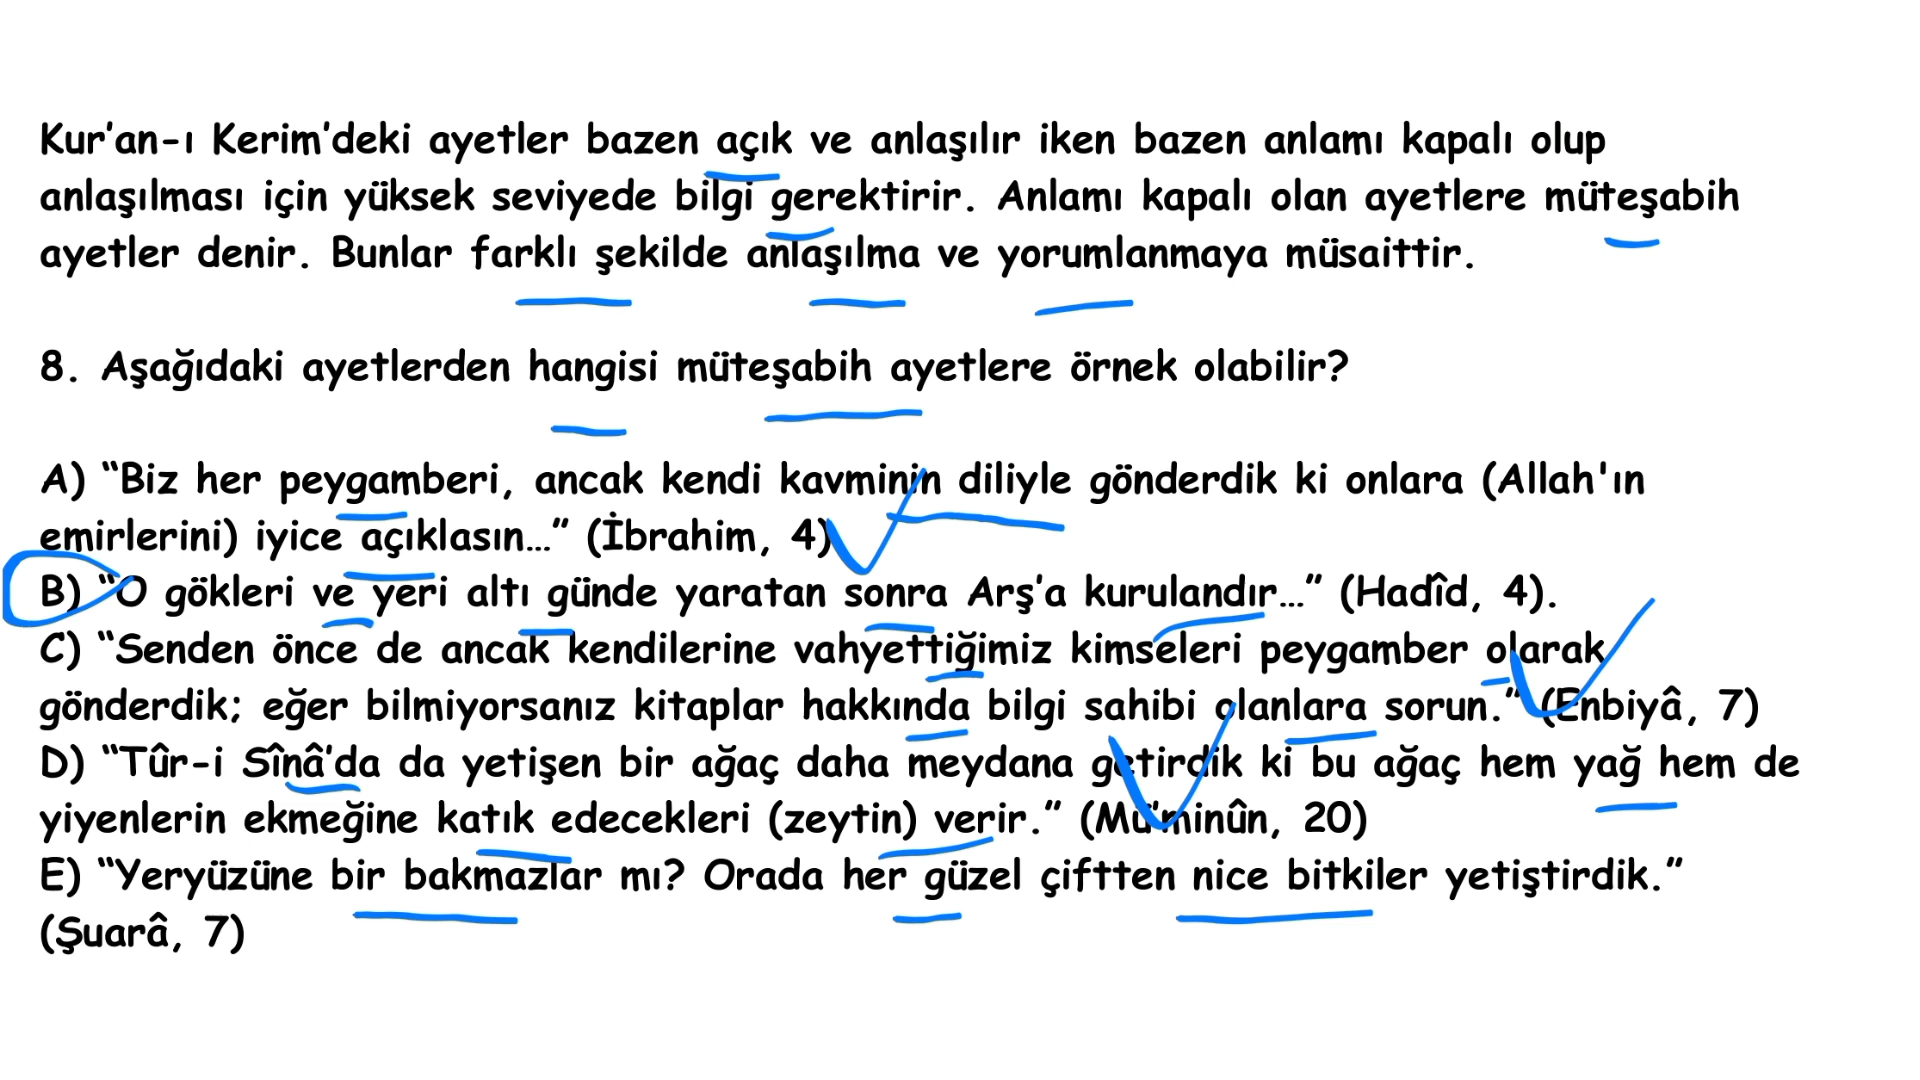 Kur’an-ı Kerim’deki ayetler bazen açık ve anlaşılır iken bazen anlamı kapalı olup
anlaşılması için yüksek seviyede bilgi gerektirir. Anlamı kapalı olan ayetlere müteşabih
ayetler denir. Bunlar farklı şekilde anlaşılma ve yorumlanmaya müsaittir.
8. Aşağıdaki ayetlerden hangisi müteşabih ayetlere örnek olabilir?
A) “Biz her peygamberi, ancak kendi kavminin diliyle gönderdik ki onlara (Allah'ın
emirlerini) iyice açıklasın…” (İbrahim, 4)
B) “O gökleri ve yeri altı günde yaratan sonra Arş’a kurulandır…” (Hadîd, 4).
C) “Senden önce de ancak kendilerine vahyettiğimiz kimseleri peygamber olarak
gönderdik; eğer bilmiyorsanız kitaplar hakkında bilgi sahibi olanlara sorun.” (Enbiyâ, 7)
D) “Tûr-i Sînâ’da da yetişen bir ağaç daha meydana getirdik ki bu ağaç hem yağ hem de
yiyenlerin ekmeğine katık edecekleri (zeytin) verir.” (Mü’minûn, 20)
E) “Yeryüzüne bir bakmazlar mı? Orada her güzel çiftten nice bitkiler yetiştirdik.”
(Şuarâ, 7)